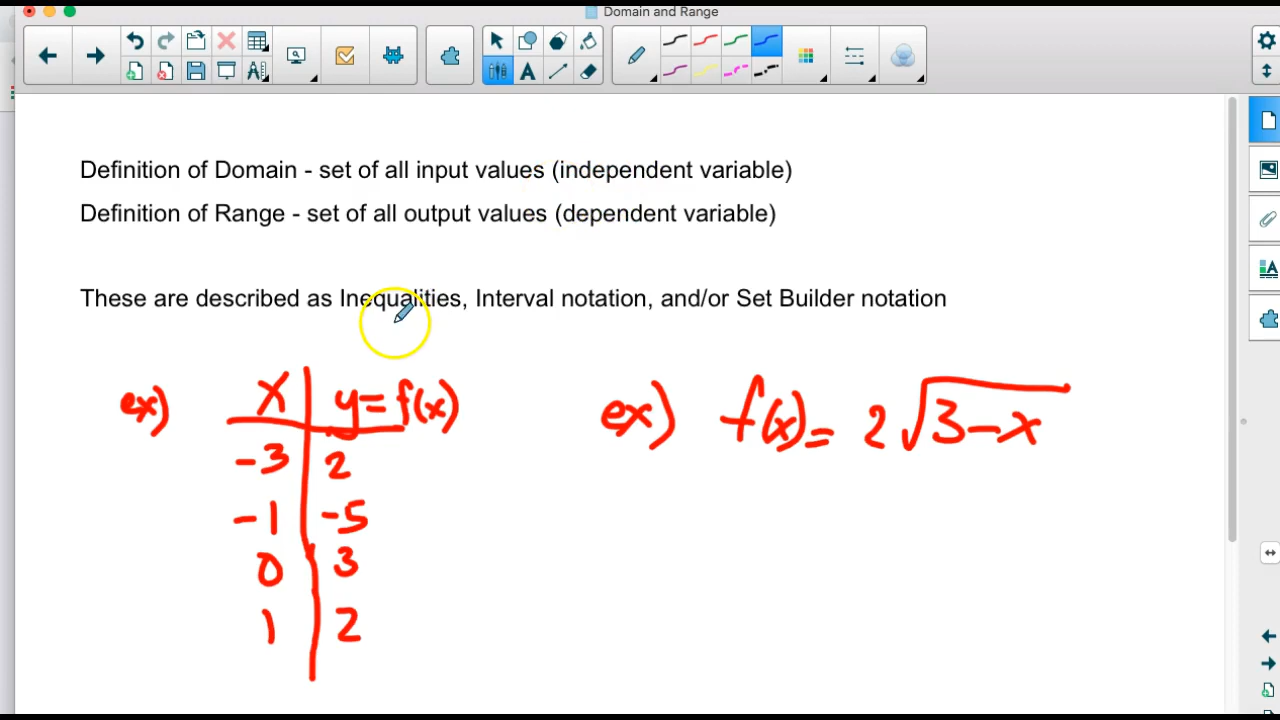 Domain and Range
Definition of Domain - set of all input values (independent variable)
Definition of Range - set of all output values (dependent variable)
These are described as Inequalities, Interval notation, and/or Set Builder notation
ex) x y=f(x)
-3 2
-1 -5
0 3
1 2
ex) f(x)= 2√3-x